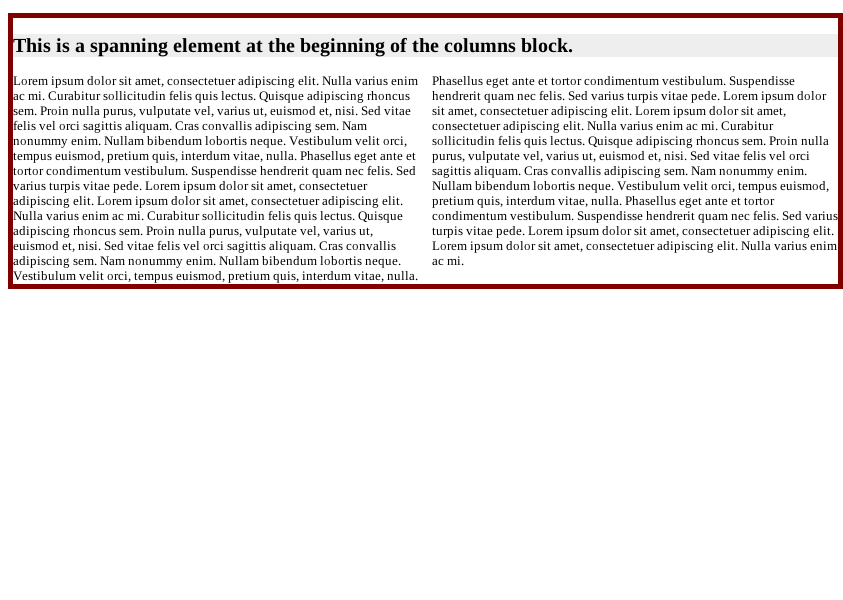 This is a spanning element at the beginning of the columns block.
Lorem ipsum dolor sit amet, consectetuer adipiscing elit. Nulla varius enim
ac mi. Curabitur sollicitudin felis quis lectus. Quisque adipiscing rhoncus
sem. Proin nulla purus, vulputate vel, varius ut, euismod et, nisi. Sed vitae
felis vel orci sagittis aliquam. Cras convallis adipiscing sem. Nam
nonummy enim. Nullam bibendum lobortis neque. Vestibulum velit orci,
tempus euismod, pretium quis, interdum vitae, nulla. Phasellus eget ante et
tortor condimentum vestibulum. Suspendisse hendrerit quam nec felis. Sed
varius turpis vitae pede. Lorem ipsum dolor sit amet, consectetuer
adipiscing elit. Lorem ipsum dolor sit amet, consectetuer adipiscing elit.
Nulla varius enim ac mi. Curabitur sollicitudin felis quis lectus. Quisque
adipiscing rhoncus sem. Proin nulla purus, vulputate vel, varius ut,
euismod et, nisi. Sed vitae felis vel orci sagittis aliquam. Cras convallis
adipiscing sem. Nam nonummy enim. Nullam bibendum lobortis neque.
Vestibulum velit orci, tempus euismod, pretium quis, interdum vitae, nulla.
Phasellus eget ante et tortor condimentum vestibulum. Suspendisse
hendrerit quam nec felis. Sed varius turpis vitae pede. Lorem ipsum dolor
sit amet, consectetuer adipiscing elit. Lorem ipsum dolor sit amet,
consectetuer adipiscing elit. Nulla varius enim ac mi. Curabitur
sollicitudin felis quis lectus. Quisque adipiscing rhoncus sem. Proin nulla
purus, vulputate vel, varius ut, euismod et, nisi. Sed vitae felis vel orci
sagittis aliquam. Cras convallis adipiscing sem. Nam nonummy enim.
Nullam bibendum lobortis neque. Vestibulum velit orci, tempus euismod,
pretium quis, interdum vitae, nulla. Phasellus eget ante et tortor
condimentum vestibulum. Suspendisse hendrerit quam nec felis. Sed varius
turpis vitae pede. Lorem ipsum dolor sit amet, consectetuer adipiscing elit.
Lorem ipsum dolor sit amet, consectetuer adipiscing elit. Nulla varius enim
ac mi.